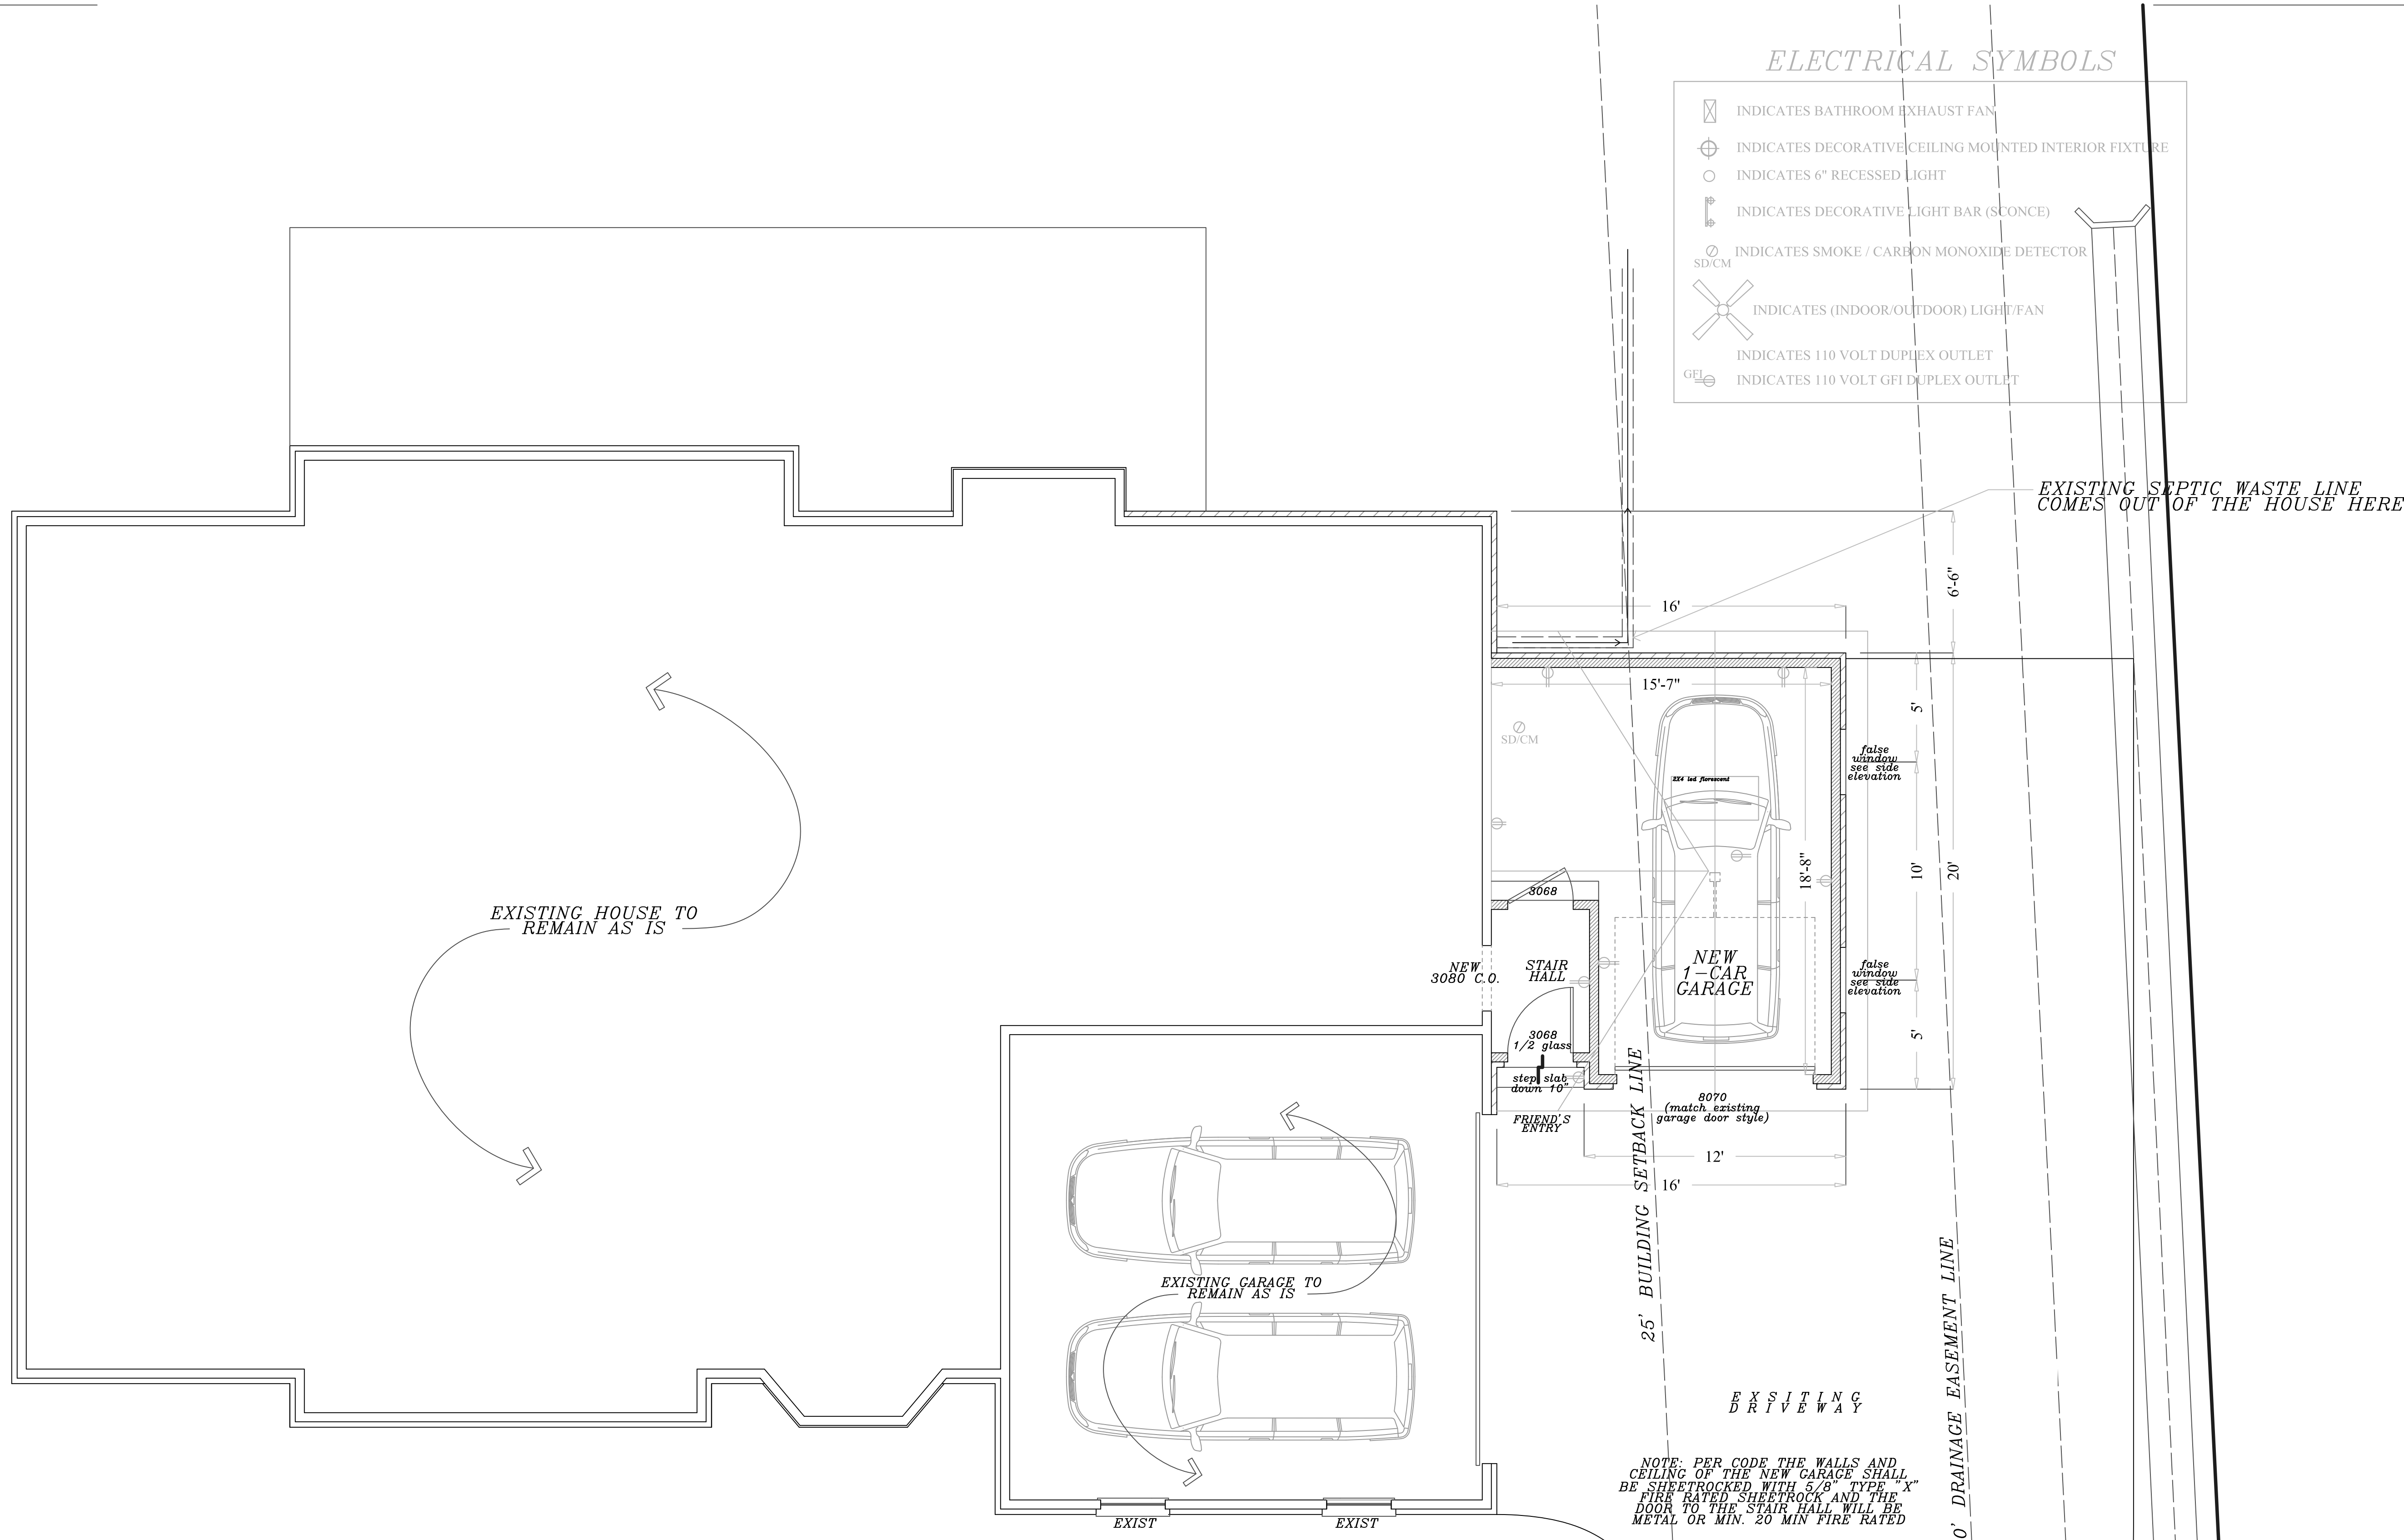 ELECTRICAL SYMBOLS
INDICATES BATHROOM EXHAUST FAN
INDICATES DECORATIVE CEILING MOUNTED INTERIOR FIXTURE
INDICATES 6" RECESSED LIGHT
INDICATES DECORATIVE LIGHT BAR (SCONCE)
INDICATES SMOKE / CARBON MONOXIDE DETECTOR
SD/CM
INDICATES (INDOOR/OUTDOOR) LIGHT/FAN
INDICATES 110 VOLT DUPLEX OUTLET
GFI
INDICATES 110 VOLT GFI DUPLEX OUTLET
EXISTING SEPTIC WASTE LINE
COMES OUT OF THE HOUSE HERE
6'-6"
16'
15'-7"
5'
SD/CM
false
window
see side
elevation
2X4 led florescent
18'-8"
10'
20'
3068
EXISTING HOUSE TO
REMAIN AS IS
NEW
3080 C.O.
STAIR
HALL
NEW
1-CAR
GARAGE
false
window
see side
elevation
5'
3068
1/2 glass
step slab
down 10"
FRIEND'S
ENTRY
8070
(match existing
garage door style)
12'
16'
25' BUILDING SETBACK LINE
0' DRAINAGE EASEMENT LINE
EXISTING GARAGE TO
REMAIN AS IS
EXSITING
DRIVEWAY
NOTE: PER CODE THE WALLS AND
CEILING OF THE NEW GARAGE SHALL
BE SHEETROCKED WITH 5/8" TYPE "X"
FIRE RATED SHEETROCK AND THE
DOOR TO THE STAIR HALL WILL BE
METAL OR MIN. 20 MIN FIRE RATED
EXIST
EXIST